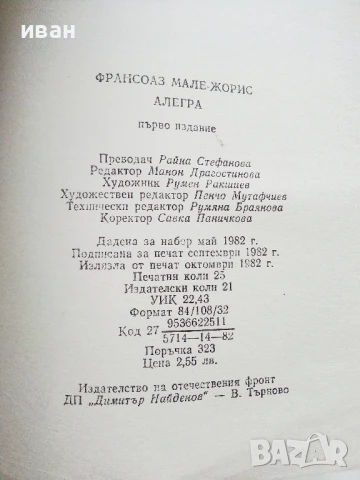 иван
ФРАНСОАЗ МАЛЕ-ЖОРИС
АЛЕГРА
първо издание
Преводач Райна Стефанова
Редактор Манон Драгостинова
Художник Румен Ракшиев
Художествен редактор Пенчо Мутафчиев
Технически редактор Румяна Браянова
Коректор Савка Паничкова
Дадена за набор май 1982 г.
Подписана за печат септември 1982 г.
Излязла от печат октомври 1982 г.
Печатни коли 25
Издателски коли 21
УИК 22,43
Формат 84/108/32
Код 27 9536622511
5714—14—82
Поръчка 323
Цена 2,55 лв.
Издателство на отечествения фронт
ДП „Димитър Найденов" — В. Търново
BAZAR